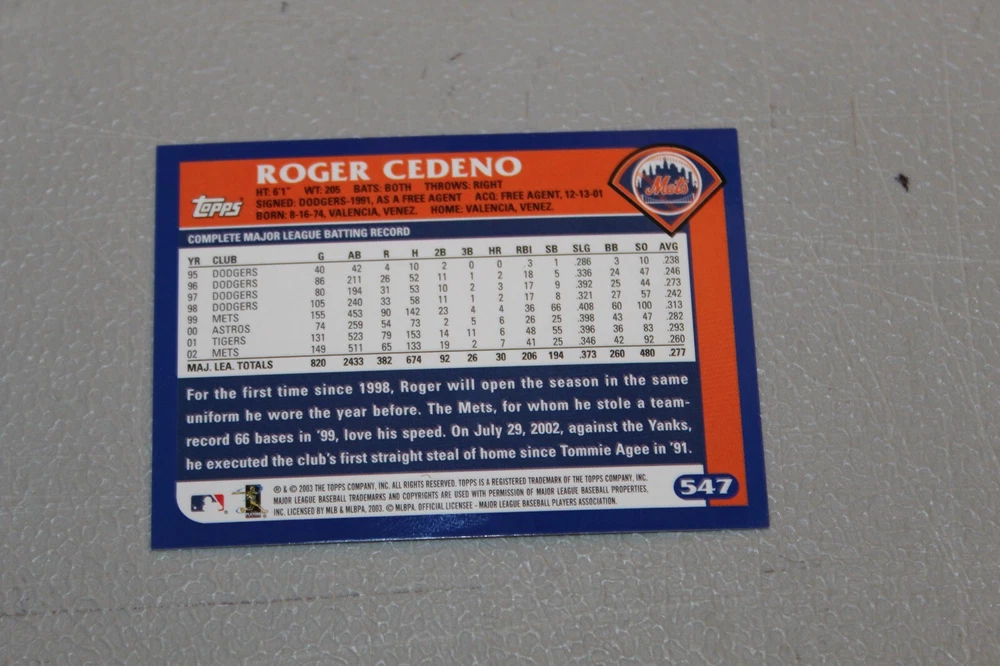 ROGER CEDENO
Topps
HT: 6'1" WT: 205 BATS: BOTH THROWS: RIGHT
SIGNED: DODGERS-1991, AS A FREE AGENT ACQ: FREE AGENT, 12-13-01
BORN: 8-16-74, VALENCIA, VENEZ. HOME: VALENCIA, VENEZ.
Mets
COMPLETE MAJOR LEAGUE BATTING RECORD
YR CLUB G AB R H 2B 3B HR RBI SB SLG BB SO AVG
95 DODGERS 40 42 4 10 2 0 0 3 1 .286 3 10 .238
96 DODGERS 86 211 26 52 11 1 2 18 5 .336 24 47 .246
97 DODGERS 80 194 31 53 10 2 3 17 9 .392 25 44 .273
98 DODGERS 105 240 33 58 11 1 2 17 8 .321 27 57 .242
99 METS 155 453 90 142 23 4 4 36 66 .408 60 100 .313
00 ASTROS 74 259 54 73 2 5 6 26 25 .398 43 47 .282
01 TIGERS 131 523 79 153 14 11 6 48 55 .396 36 83 .293
02 METS 149 511 65 133 19 2 7 41 25 .346 42 92 .260
MAJ. LEA. TOTALS 820 2433 382 674 92 26 30 206 194 .373 260 480 .277
For the first time since 1998, Roger will open the season in the same
uniform he wore the year before. The Mets, for whom he stole a team-
record 66 bases in '99, love his speed. On July 29, 2002, against the Yanks,
he executed the club's first straight steal of home since Tommie Agee in '91.
® & © 2003 THE TOPPS COMPANY, INC. ALL RIGHTS RESERVED. TOPPS IS A REGISTERED TRADEMARK OF THE TOPPS COMPANY, INC.
MAJOR LEAGUE BASEBALL TRADEMARKS AND COPYRIGHTS ARE USED WITH PERMISSION OF MAJOR LEAGUE BASEBALL PROPERTIES,
INC. LICENSED BY MLB & MLBPA, 2003. © MLBPA, OFFICIAL LICENSEE - MAJOR LEAGUE BASEBALL PLAYERS ASSOCIATION.
547